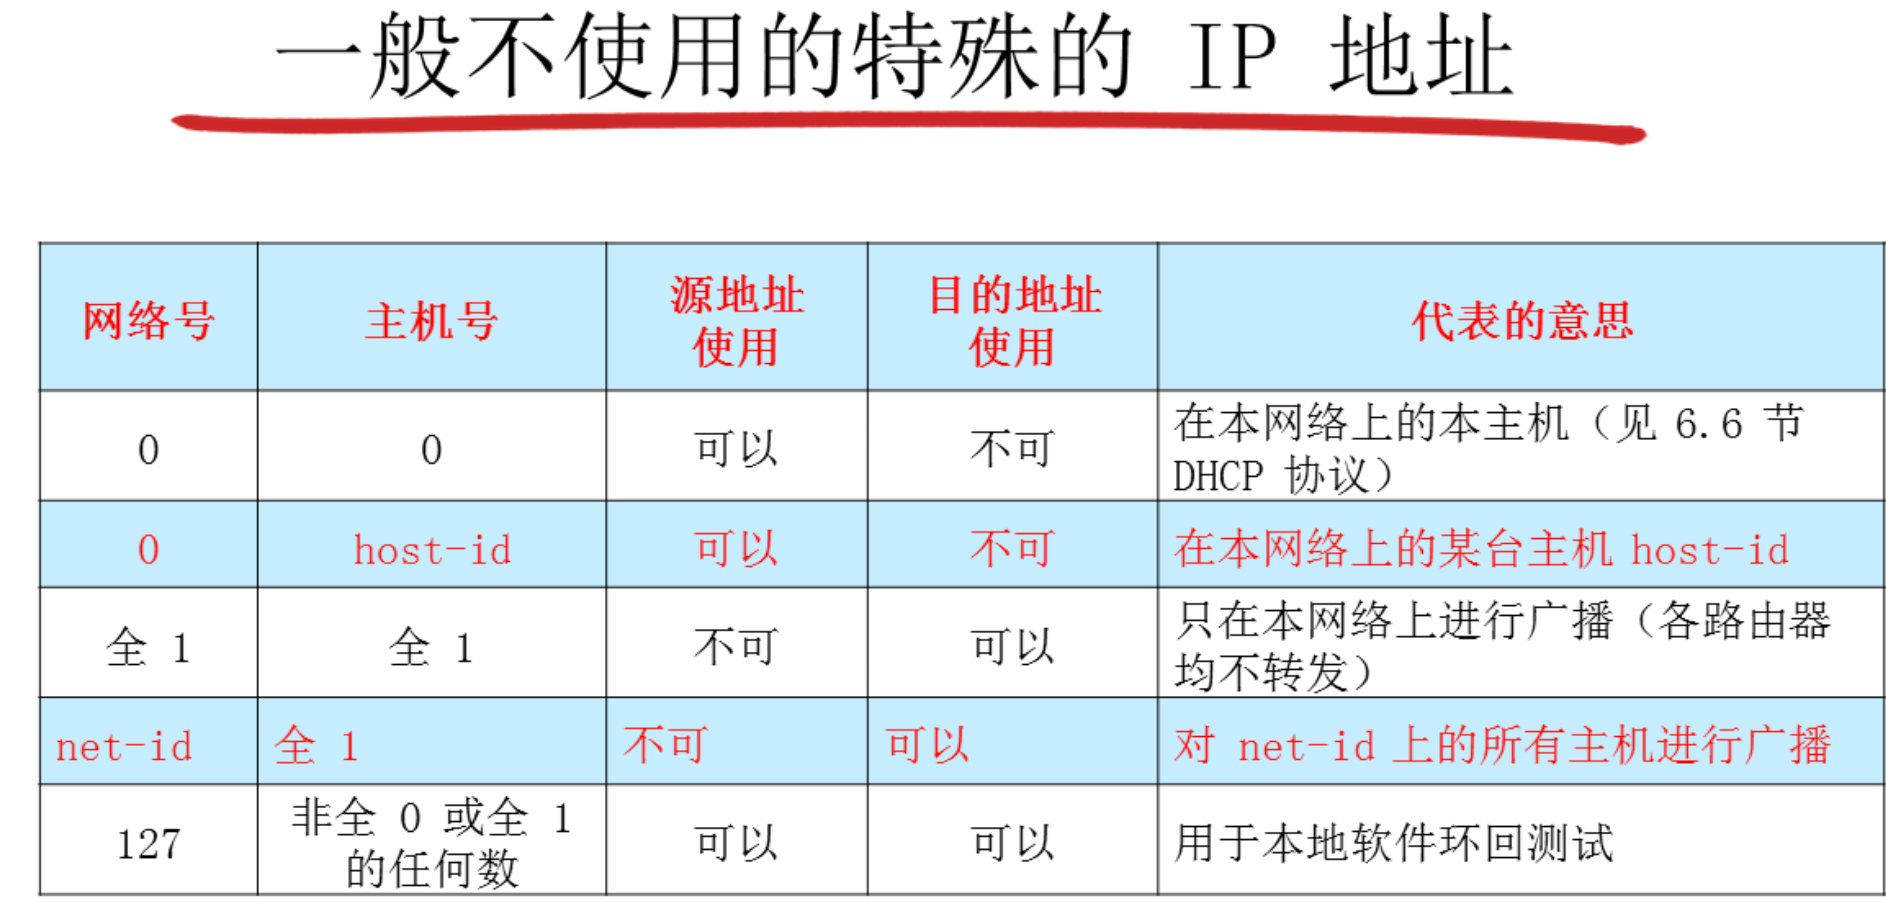 一般不使用的特殊的 IP 地址
网络号 主机号 源地址使用 目的地址使用 代表的意思
0 0 可以 不可 在本网络上的本主机（见 6.6 节
DHCP 协议）
0 host-id 可以 不可 在本网络上的某台主机 host-id
全 1 全 1 不可 可以 只在本网络上进行广播（各路由器
均不转发）
net-id 全 1 不可 可以 对 net-id 上的所有主机进行广播
127 非全 0 或全 1
的任何数 可以 可以 用于本地软件环回测试